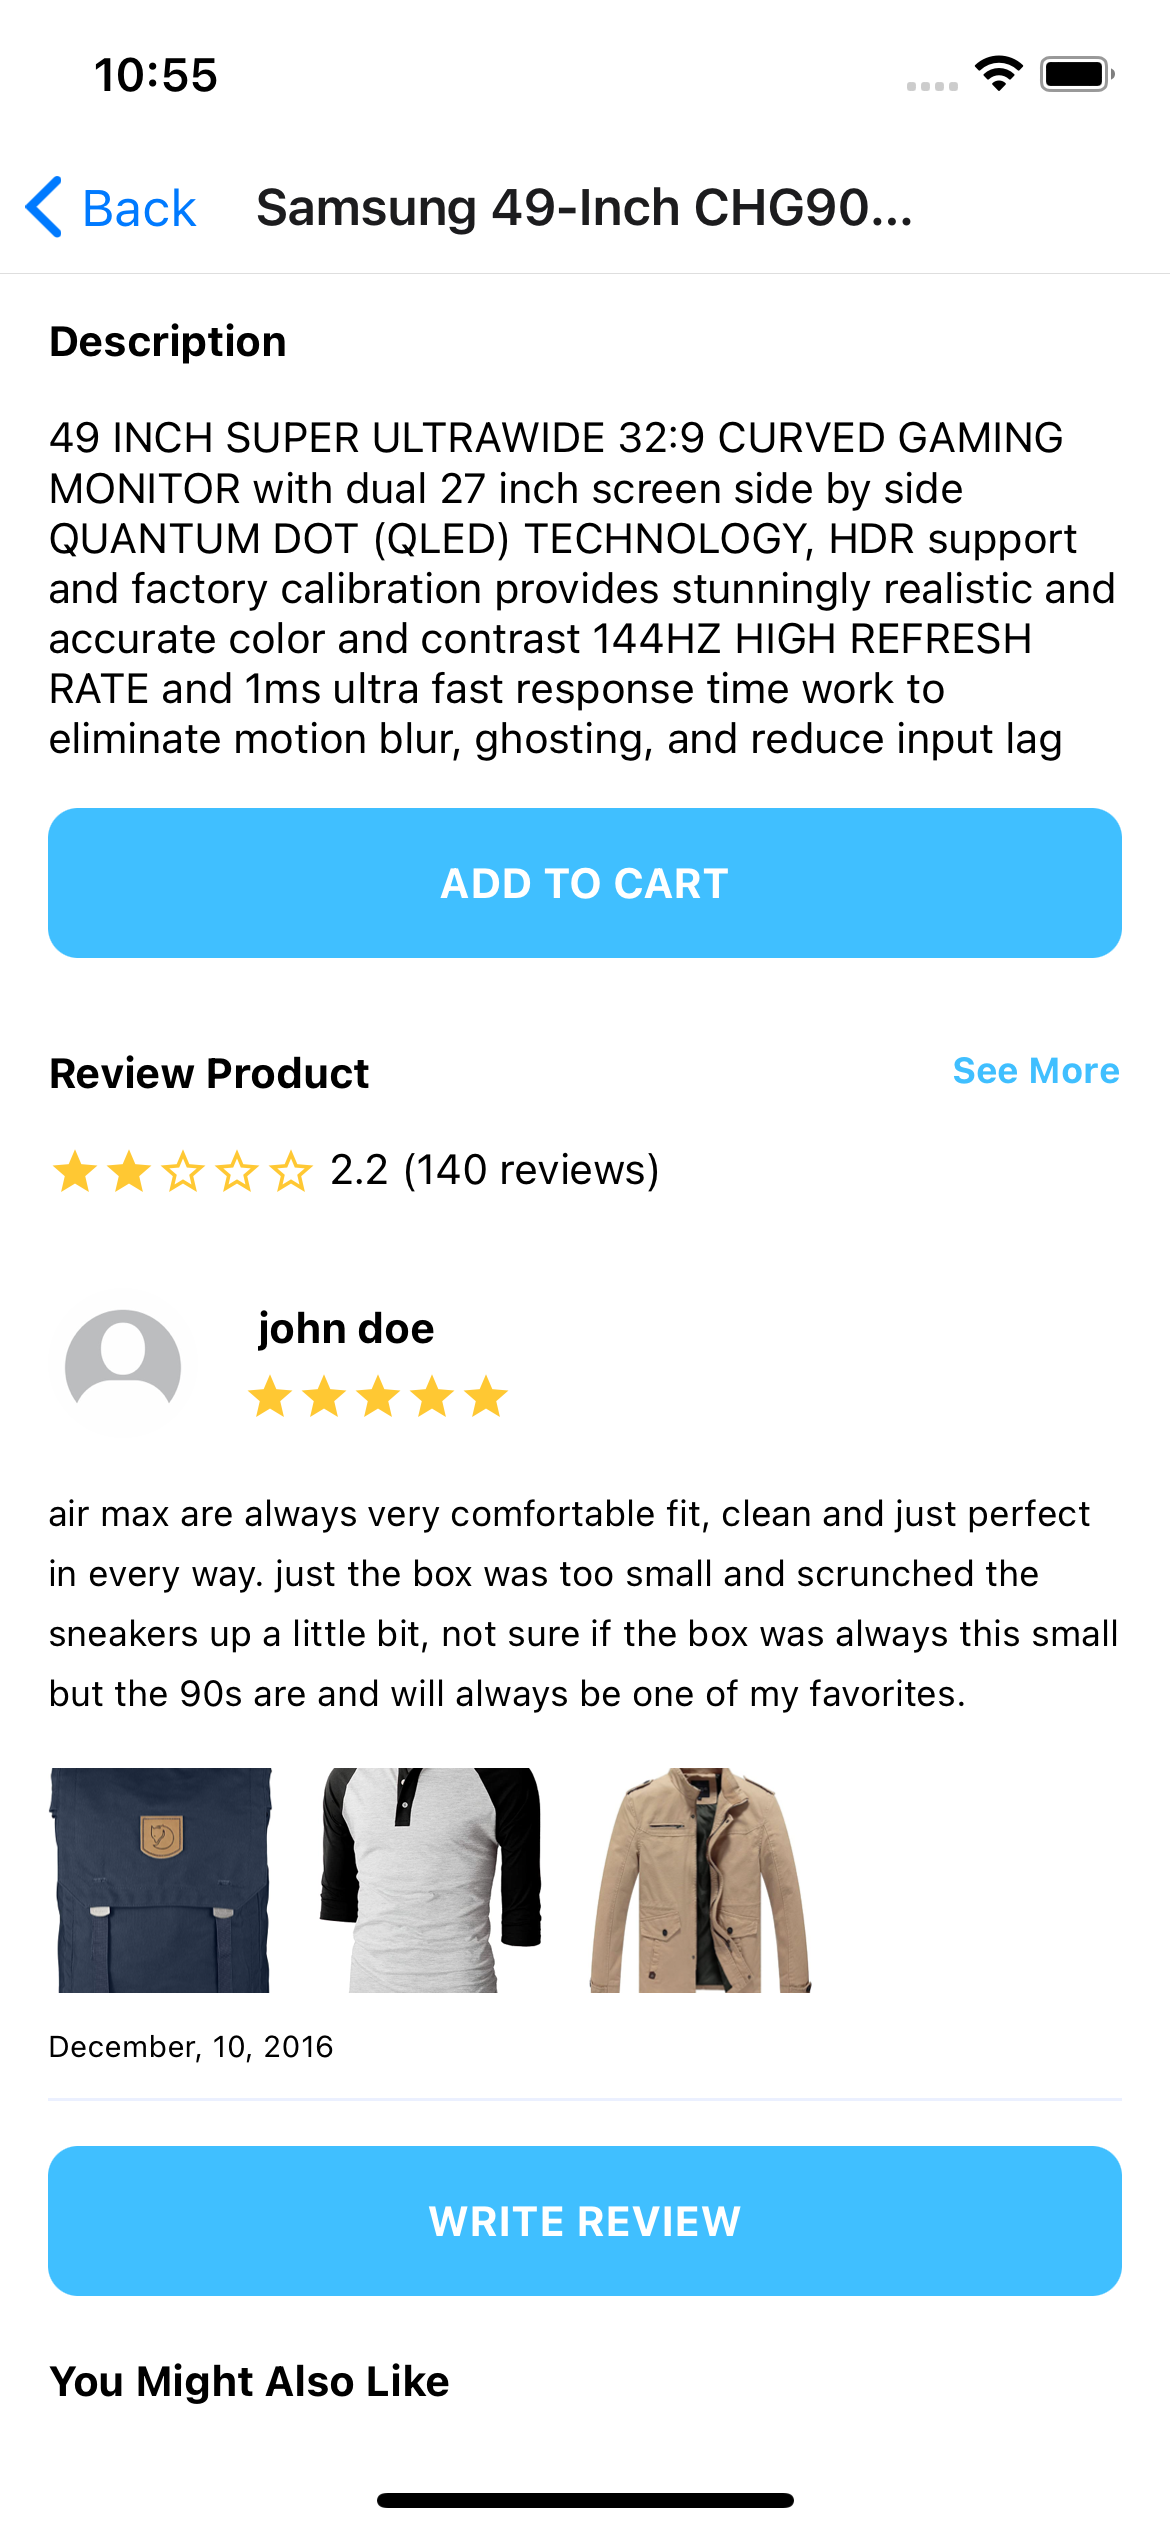 10:55
Back
Samsung 49-Inch CHG90...
Description
49 INCH SUPER ULTRAWIDE 32:9 CURVED GAMING
MONITOR with dual 27 inch screen side by side
QUANTUM DOT (QLED) TECHNOLOGY, HDR support
and factory calibration provides stunningly realistic and
accurate color and contrast 144HZ HIGH REFRESH
RATE and 1ms ultra fast response time work to
eliminate motion blur, ghosting, and reduce input lag
ADD TO CART
Review Product
See More
2.2 (140 reviews)
john doe
air max are always very comfortable fit, clean and just perfect
in every way. just the box was too small and scrunched the
sneakers up a little bit, not sure if the box was always this small
but the 90s are and will always be one of my favorites.
December, 10, 2016
WRITE REVIEW
You Might Also Like